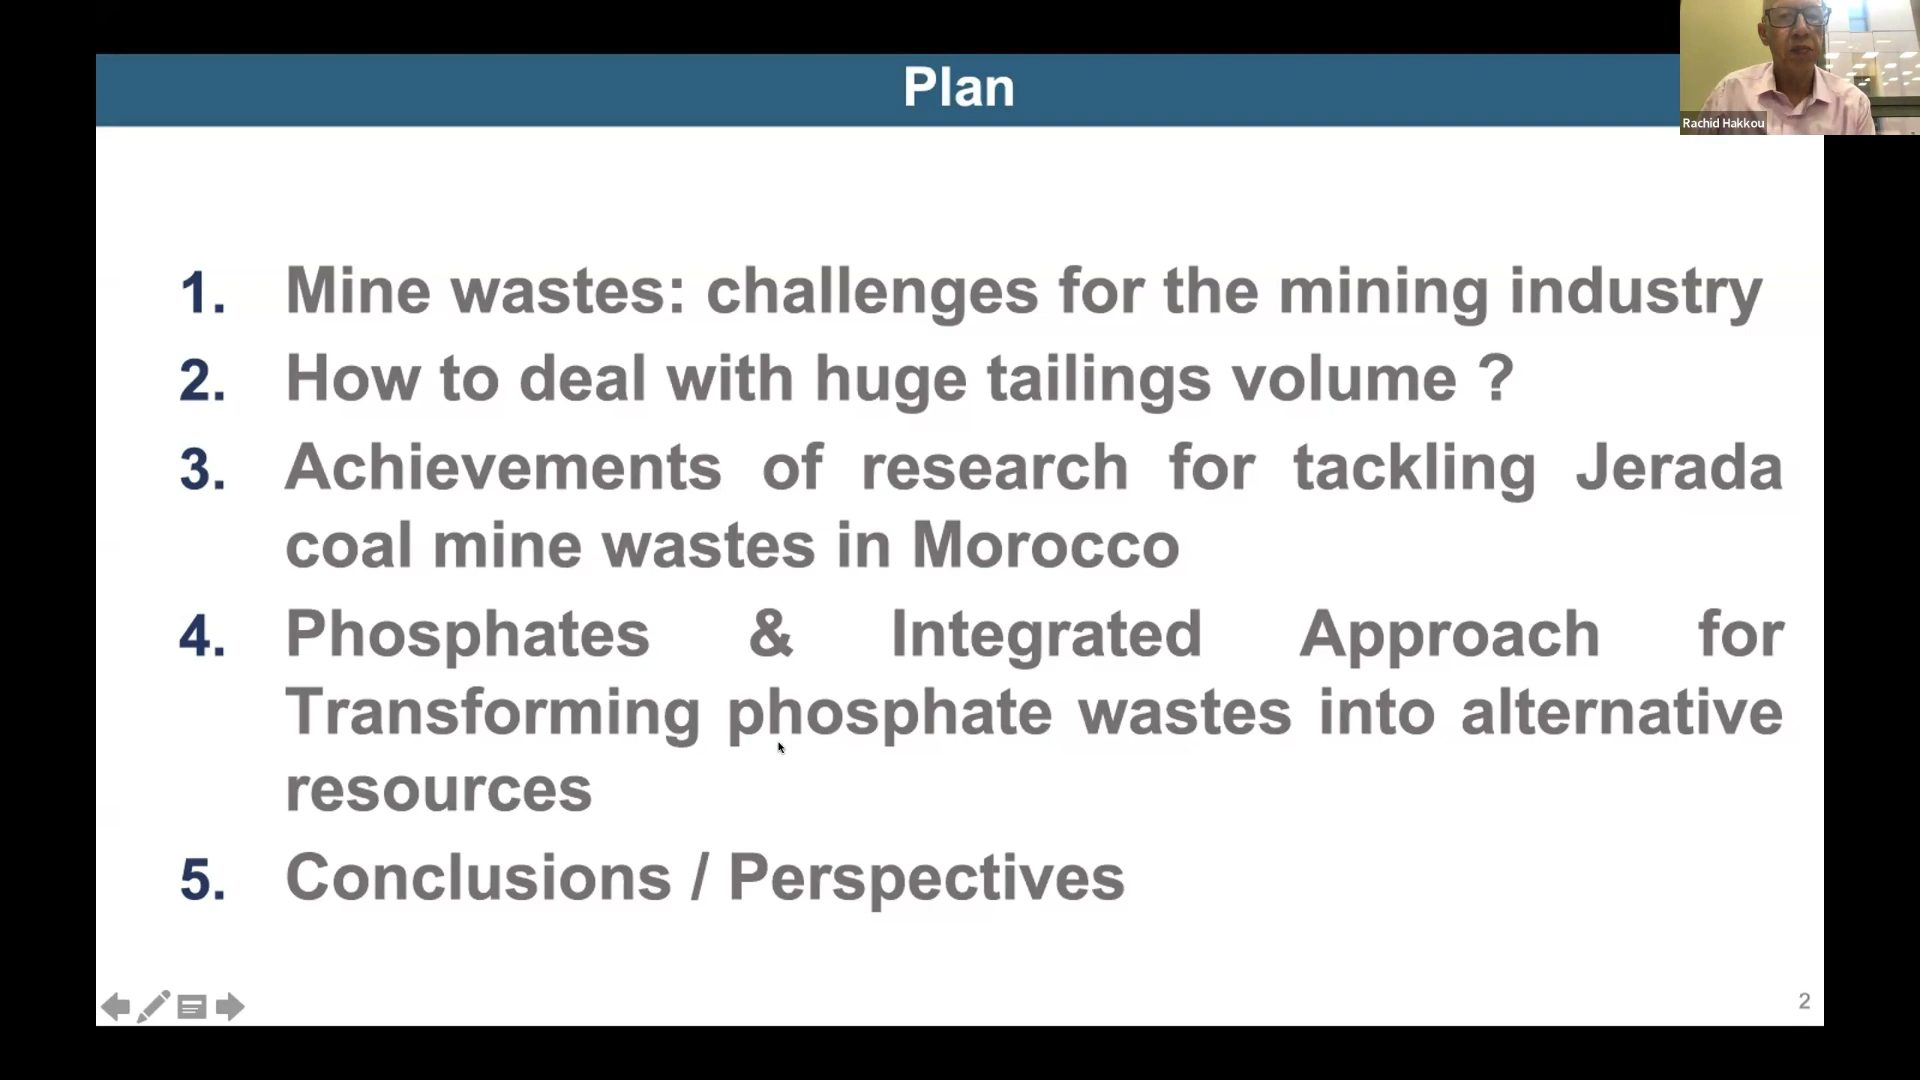 Plan
Rachid Hakkou
1. Mine wastes: challenges for the mining industry
2. How to deal with huge tailings volume ?
3. Achievements of research for tackling Jerada
coal mine wastes in Morocco
4. Phosphates & Integrated Approach for
Transforming phosphate wastes into alternative
resources
5. Conclusions / Perspectives
2